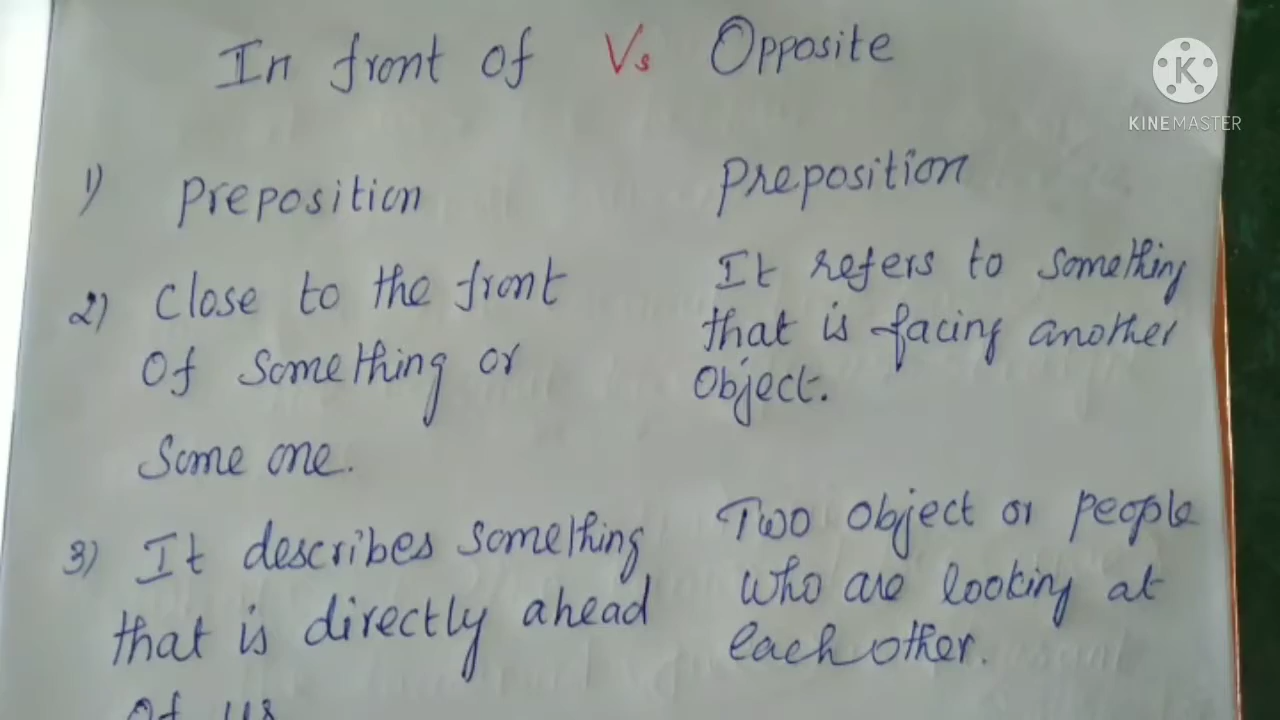 In front of Vs Opposite
K
KINEMASTER
1) Preposition
Preposition
2) Close to the front
Of Something or
Some one.
It refers to something
that is facing another
Object.
3) It describes something
that is directly ahead
Of us
Two object or people
who are looking at
each other.